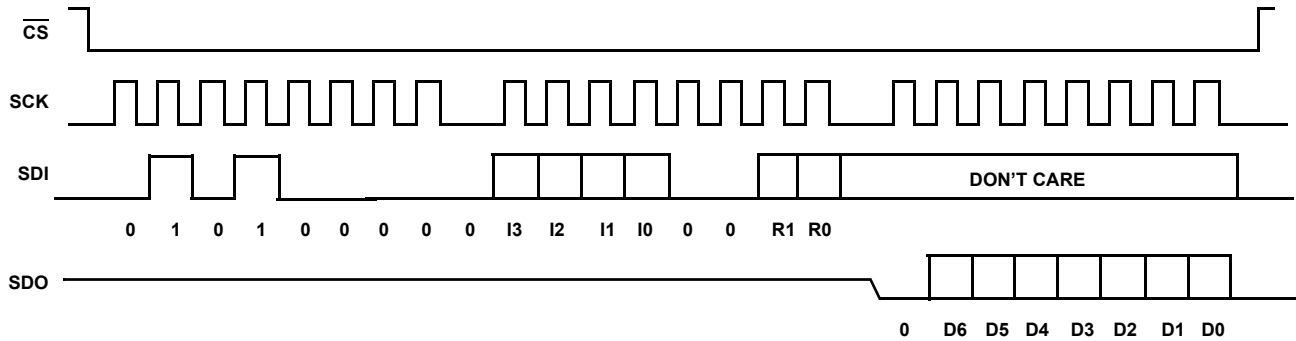 CS
SCK
SDI
DON'T CARE
0 1 0 1 0 0 0 0 0 I3 I2 I1 I0 0 0 R1 R0
SDO
0 D6 D5 D4 D3 D2 D1 D0